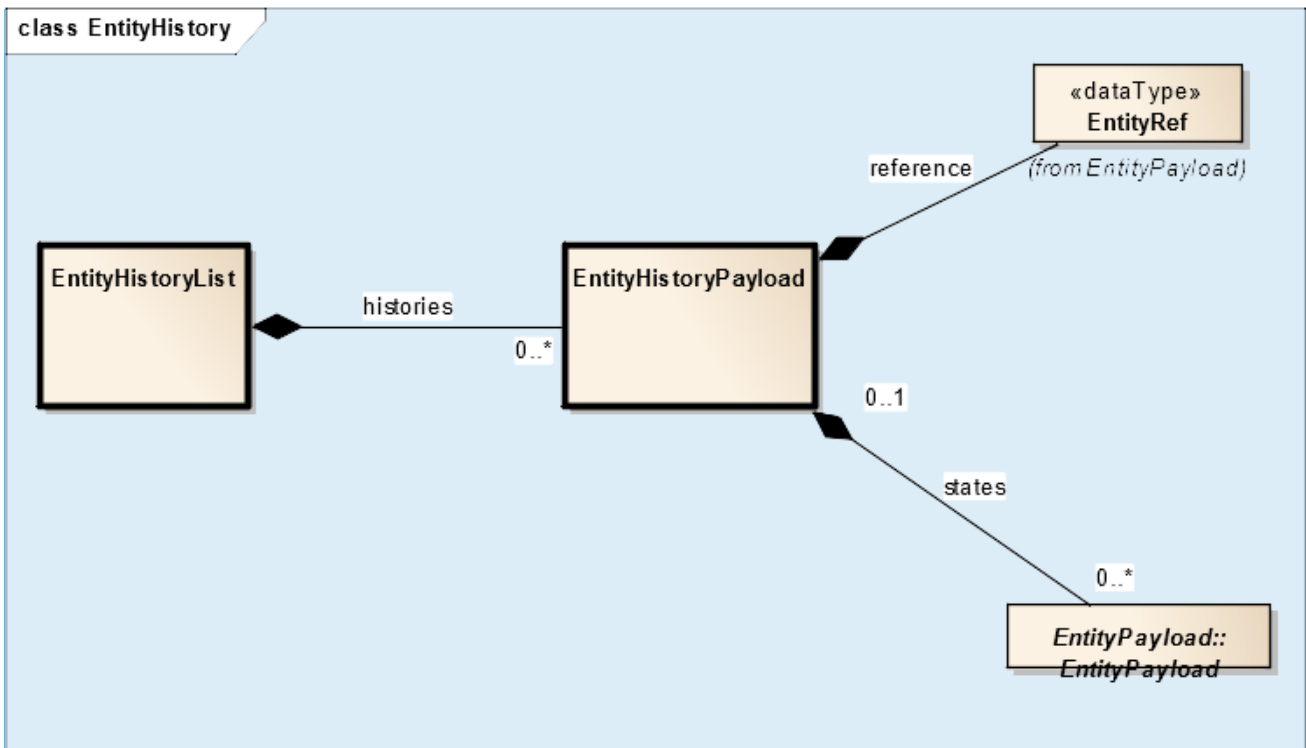 class EntityHistory
«dataType»
EntityRef
(from EntityPayload)
reference
EntityHistoryList
EntityHistoryPayload
histories
0..*
0..1
states
0..*
EntityPayload::
EntityPayload